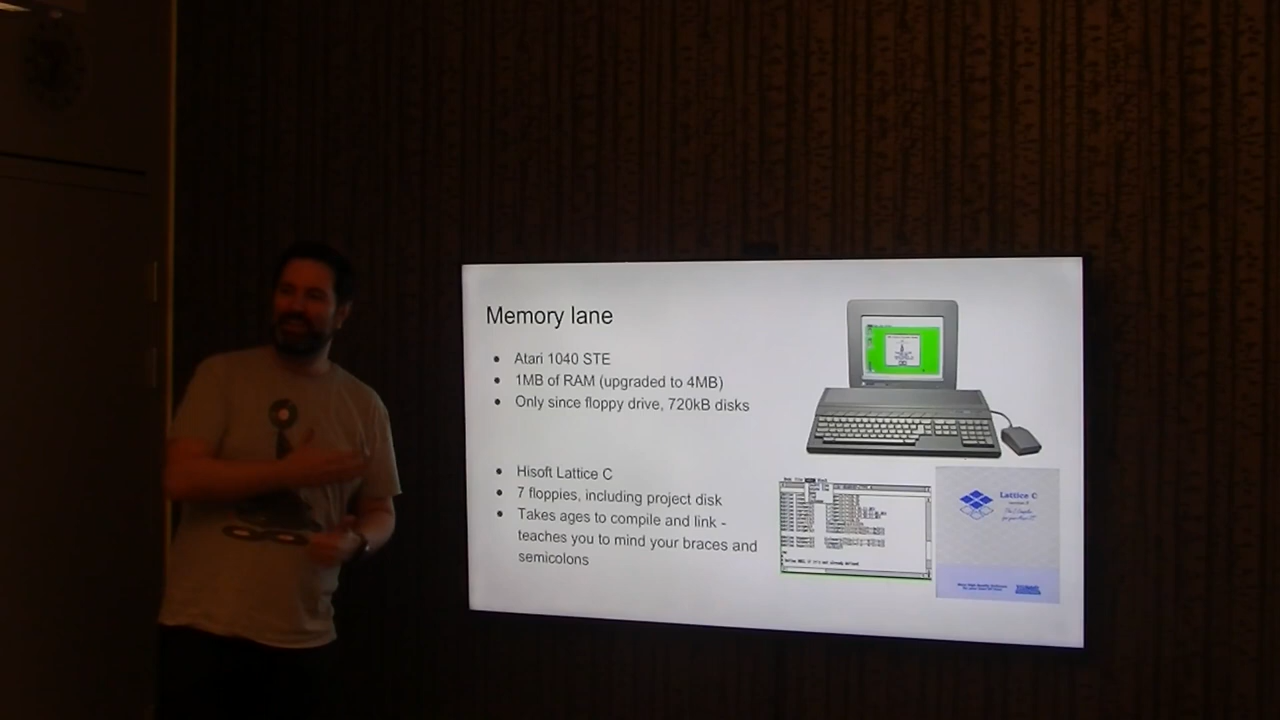 Memory lane
• Atari 1040 STE
• 1MB of RAM (upgraded to 4MB)
• Only since floppy drive, 720kB disks
• Hisoft Lattice C
• 7 floppies, including project disk
• Takes ages to compile and link -
teaches you to mind your braces and
semicolons
Lattice C